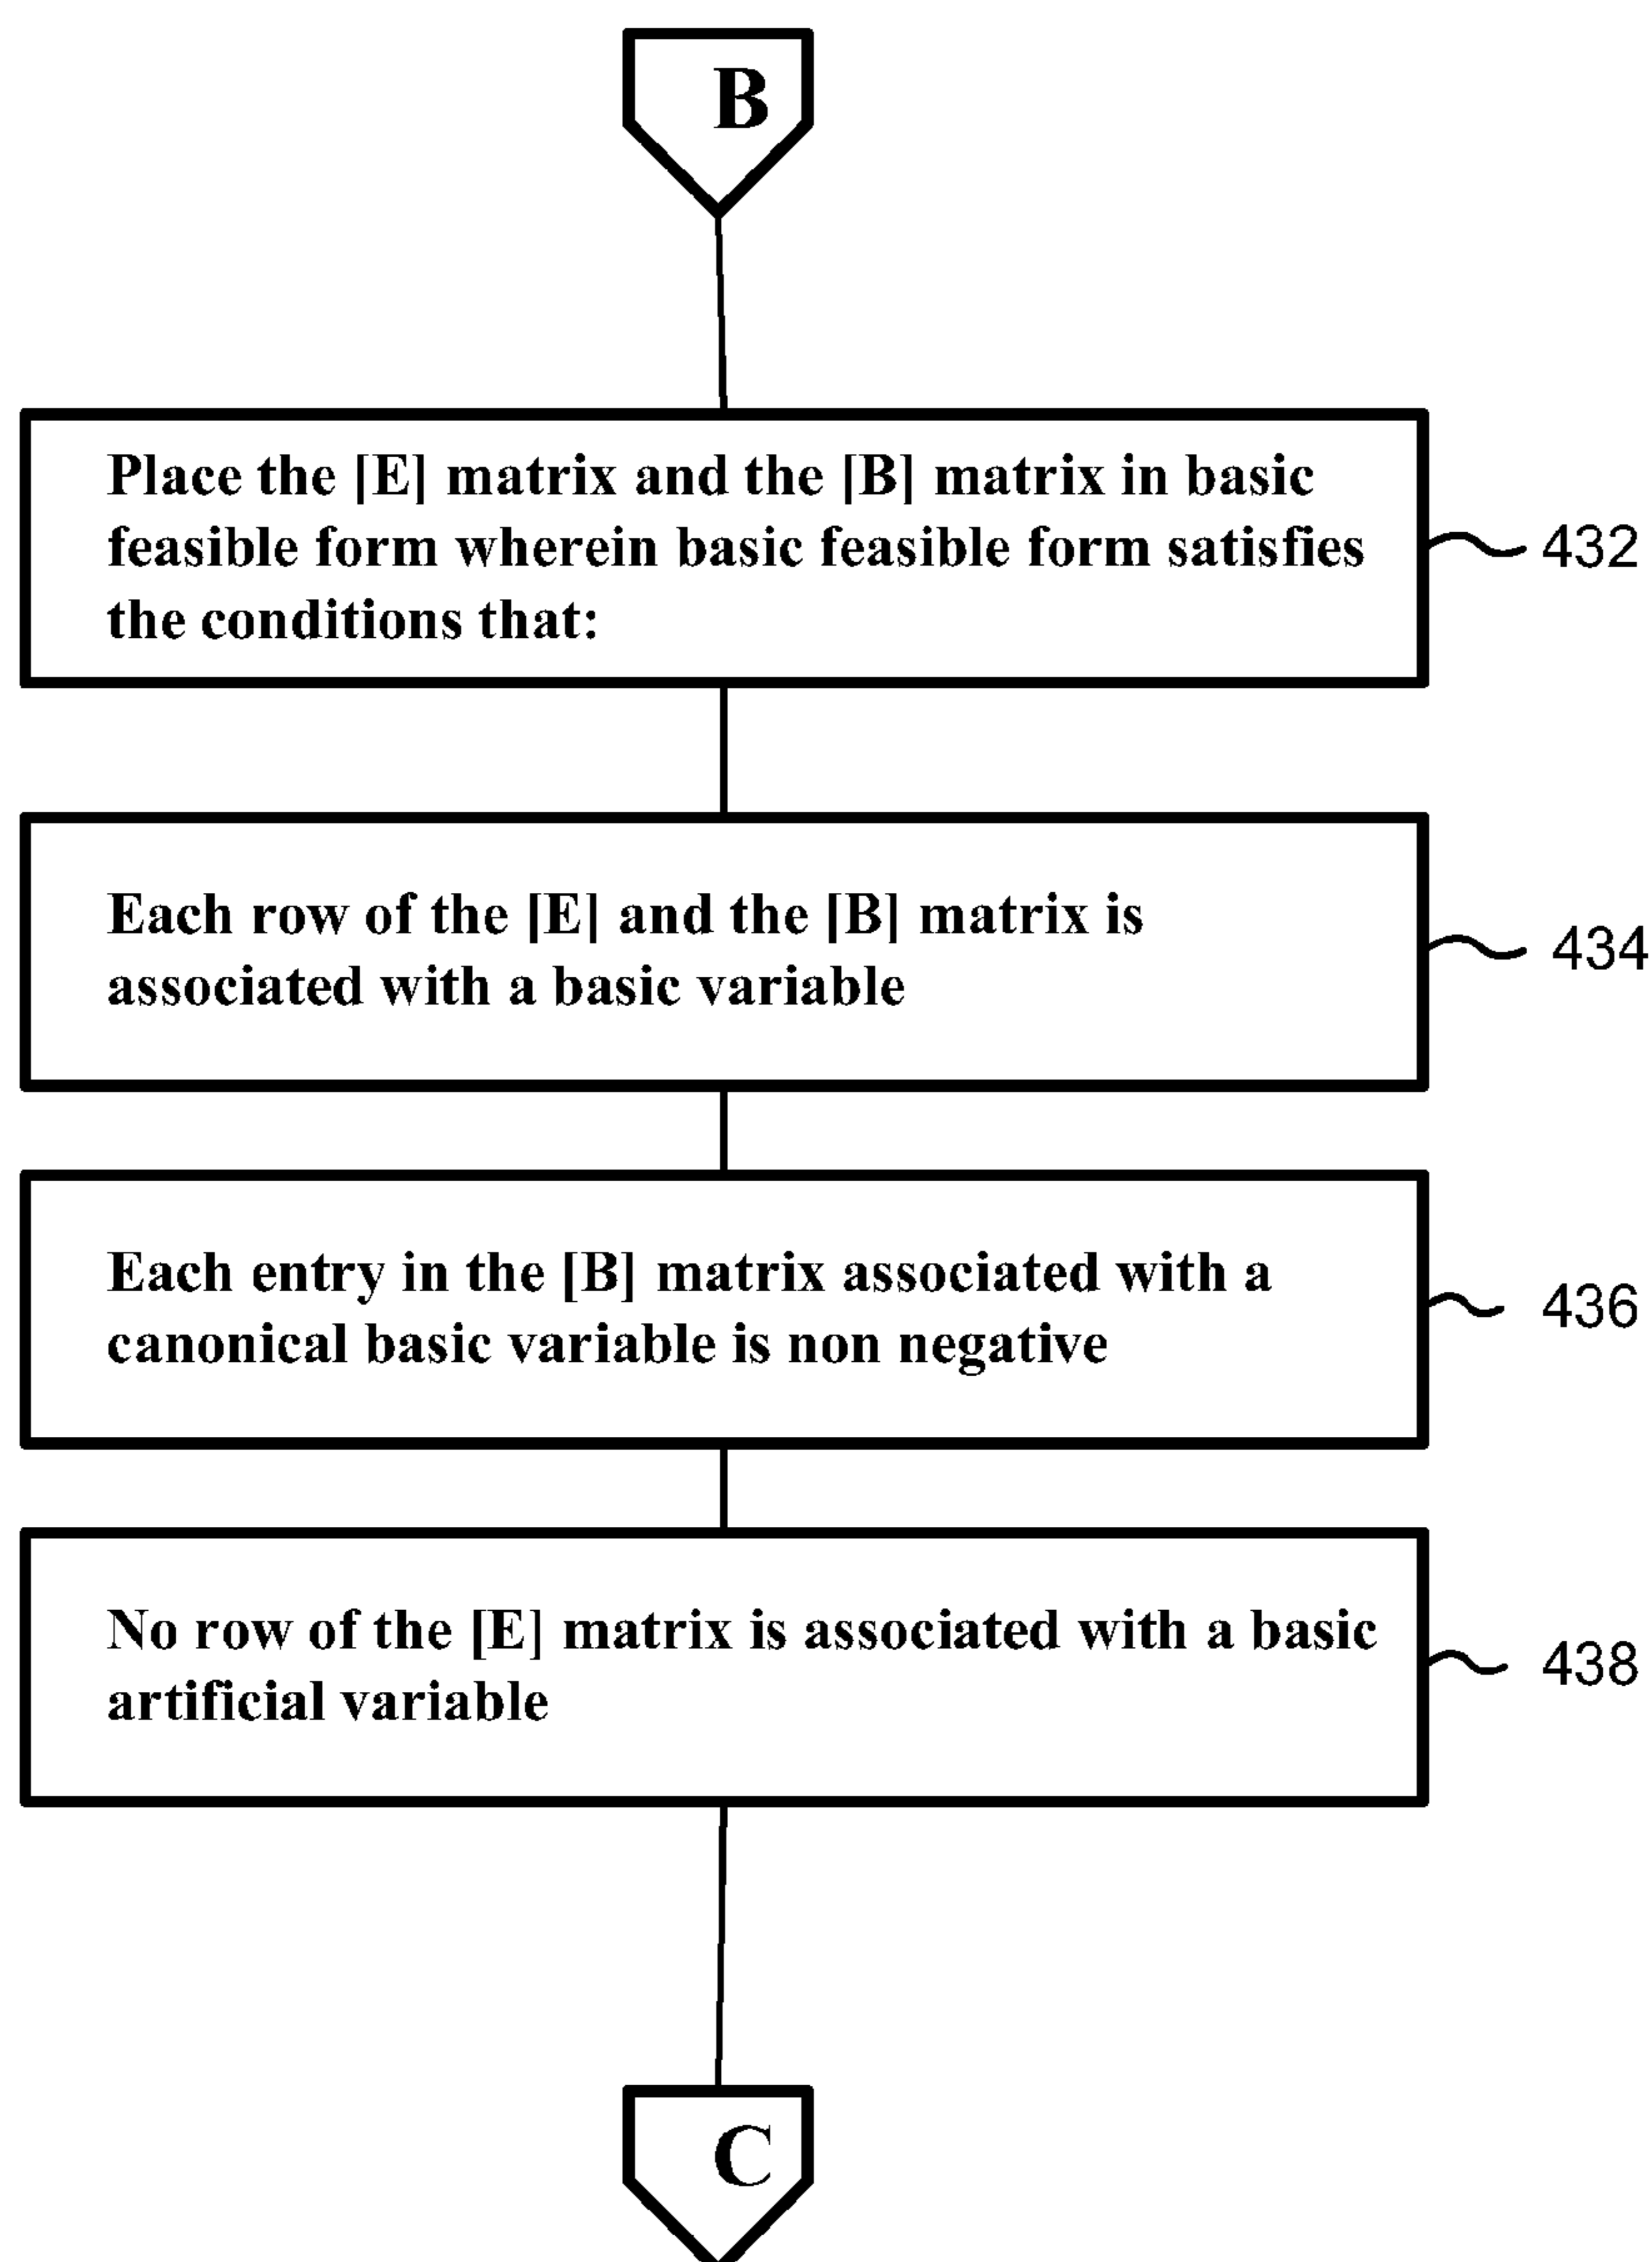 B
Place the [E] matrix and the [B] matrix in basic
feasible form wherein basic feasible form satisfies
the conditions that:
432
Each row of the [E] and the [B] matrix is
associated with a basic variable
434
Each entry in the [B] matrix associated with a
canonical basic variable is non negative
436
No row of the [E] matrix is associated with a basic
artificial variable
438
C